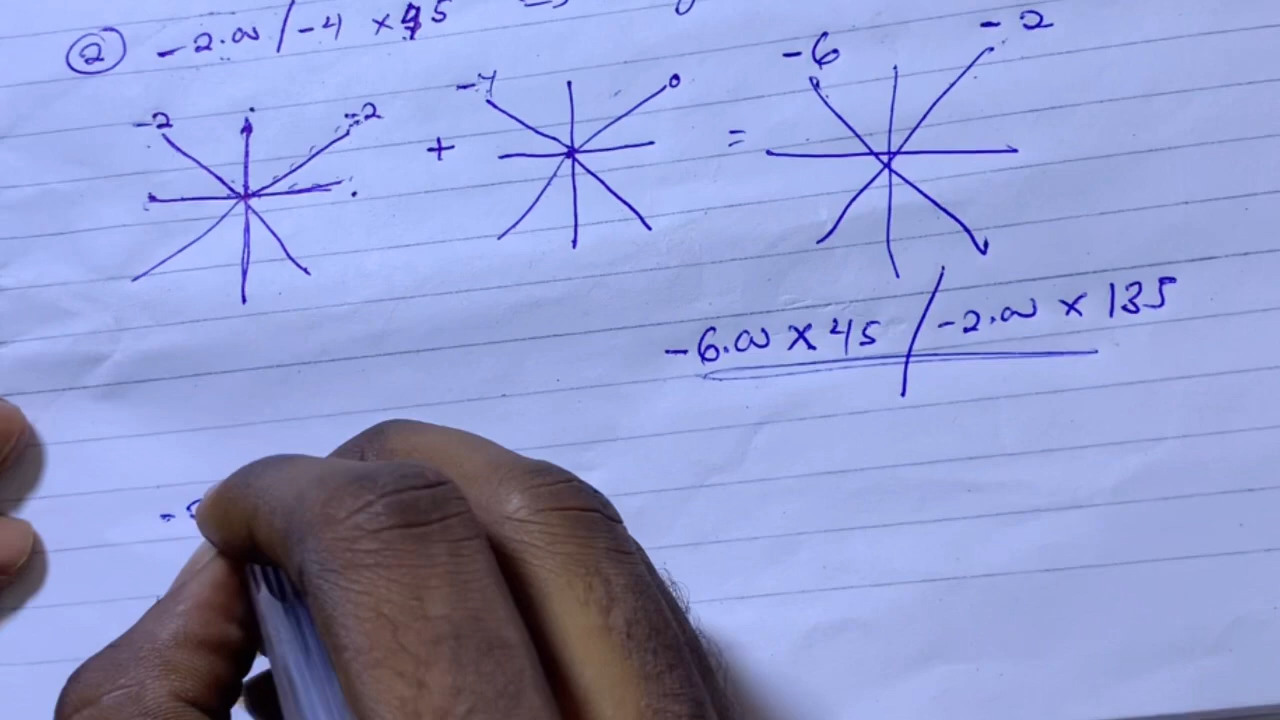 ② -2.00 / -4 × 45
-2 -2 + -4 0 = -6 -2
-6.00 × 45 / -2.00 × 135
-